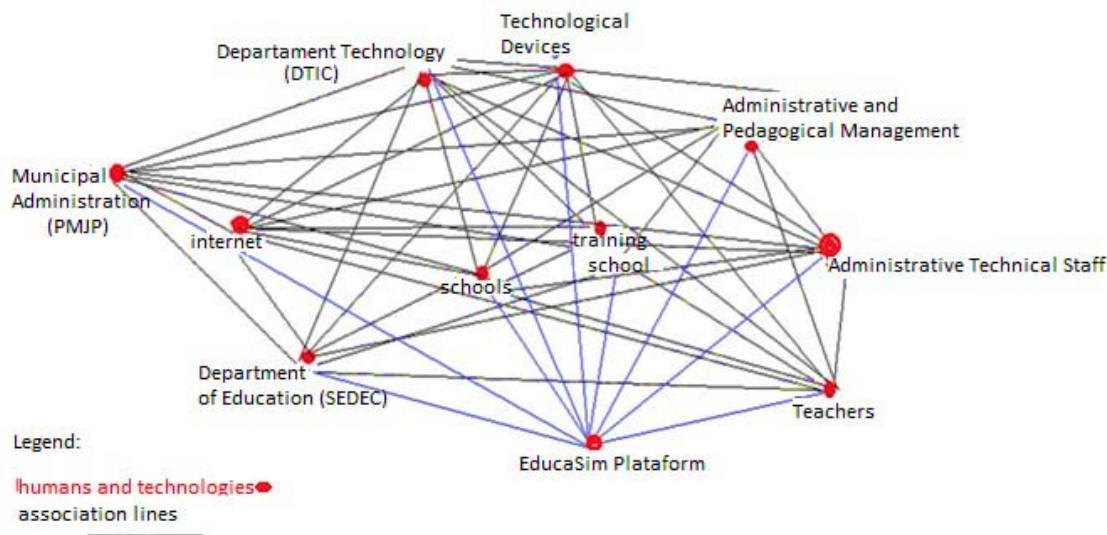 Technological
Devices
Departament Technology
(DTIC)
Administrative and
Pedagogical Management
Municipal
Administration
(PMJP)
internet
training
school
schools
Administrative Technical Staff
Department
of Education (SEDEC)
Teachers
EducaSim Plataform
Legend:
humans and technologies
association lines